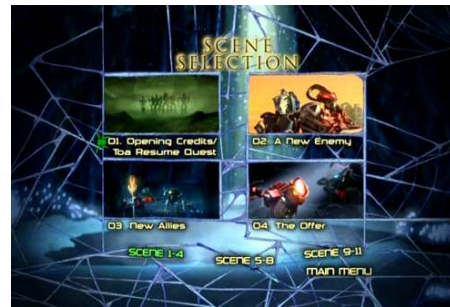 SCENE
SELECTION
01. Opening Credits/
Toa Resume Quest
02 A New Enemy
03 New Allies
04 The Offer
SCENE 1-4
SCENE 5-8
SCENE 9-11
MAIN MENU